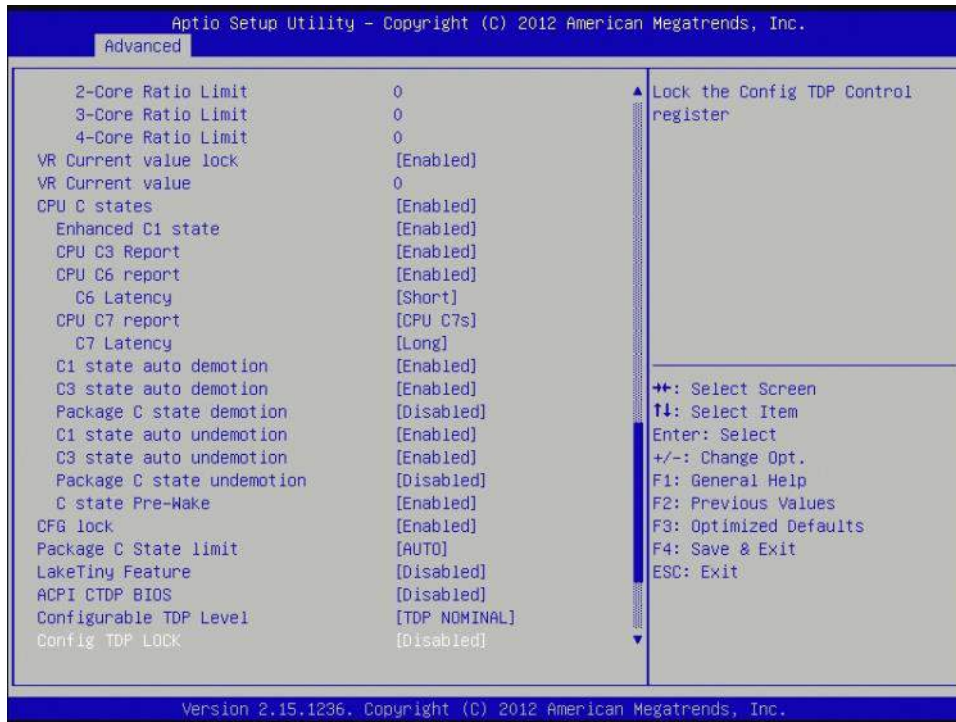 Aptio Setup Utility – Copyright (C) 2012 American Megatrends, Inc.
Advanced
2-Core Ratio Limit 0
3-Core Ratio Limit 0
4-Core Ratio Limit 0
VR Current value lock [Enabled]
VR Current value 0
CPU C states [Enabled]
Enhanced C1 state [Enabled]
CPU C3 Report [Enabled]
CPU C6 report [Enabled]
C6 Latency [Short]
CPU C7 report [CPU C7s]
C7 Latency [Long]
C1 state auto demotion [Enabled]
C3 state auto demotion [Enabled]
Package C state demotion [Disabled]
C1 state auto undemotion [Enabled]
C3 state auto undemotion [Enabled]
Package C state undemotion [Disabled]
C state Pre-Wake [Enabled]
CFG lock [Enabled]
Package C State limit [AUTO]
LakeTiny Feature [Disabled]
ACPI CTDP BIOS [Disabled]
Configurable TDP Level [TDP NOMINAL]
Config TDP LOCK [Disabled]
Lock the Config TDP Control
register
→←: Select Screen
↑↓: Select Item
Enter: Select
+/-: Change Opt.
F1: General Help
F2: Previous Values
F3: Optimized Defaults
F4: Save & Exit
ESC: Exit
Version 2.15.1236. Copyright (C) 2012 American Megatrends, Inc.